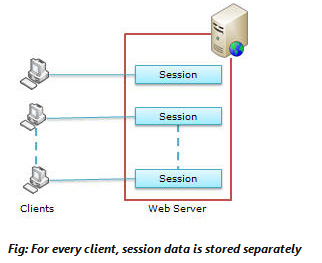 Session
Session
Session
Clients
Web Server
Fig: For every client, session data is stored separately